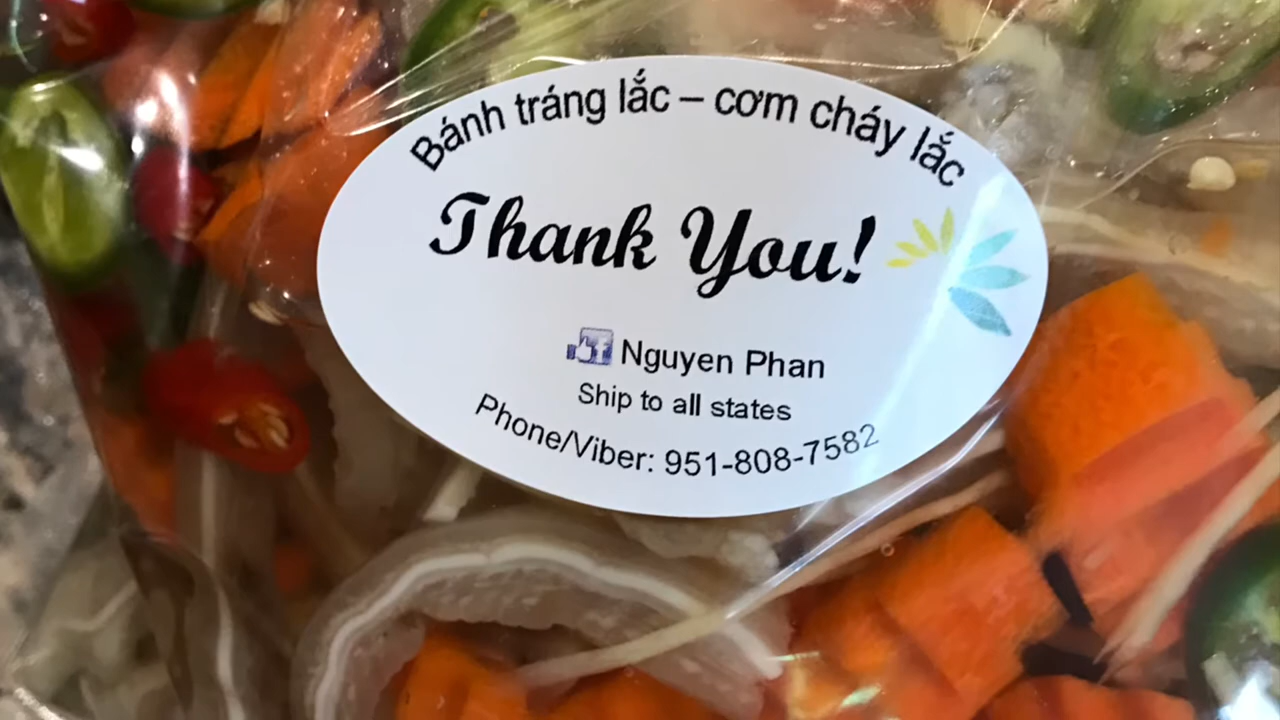 Bánh tráng lắc – cơm cháy lắc
Thank You!
f Nguyen Phan
Ship to all states
Phone/Viber: 951-808-7582